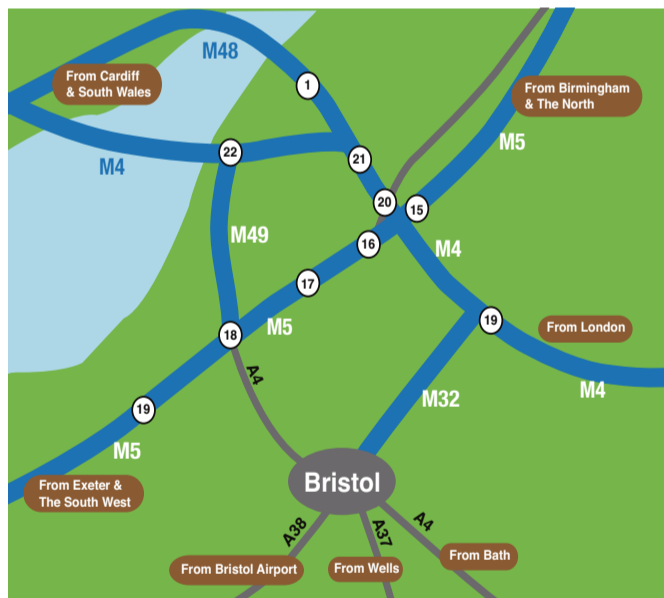 M48
From Cardiff
& South Wales
1
From Birmingham
& The North
M5
22
21
M4
20
15
M49
16
M4
17
19
From London
18
M5
A4
M4
M32
19
M5
Bristol
From Exeter &
The South West
A38
A37
A4
From Bristol Airport
From Wells
From Bath